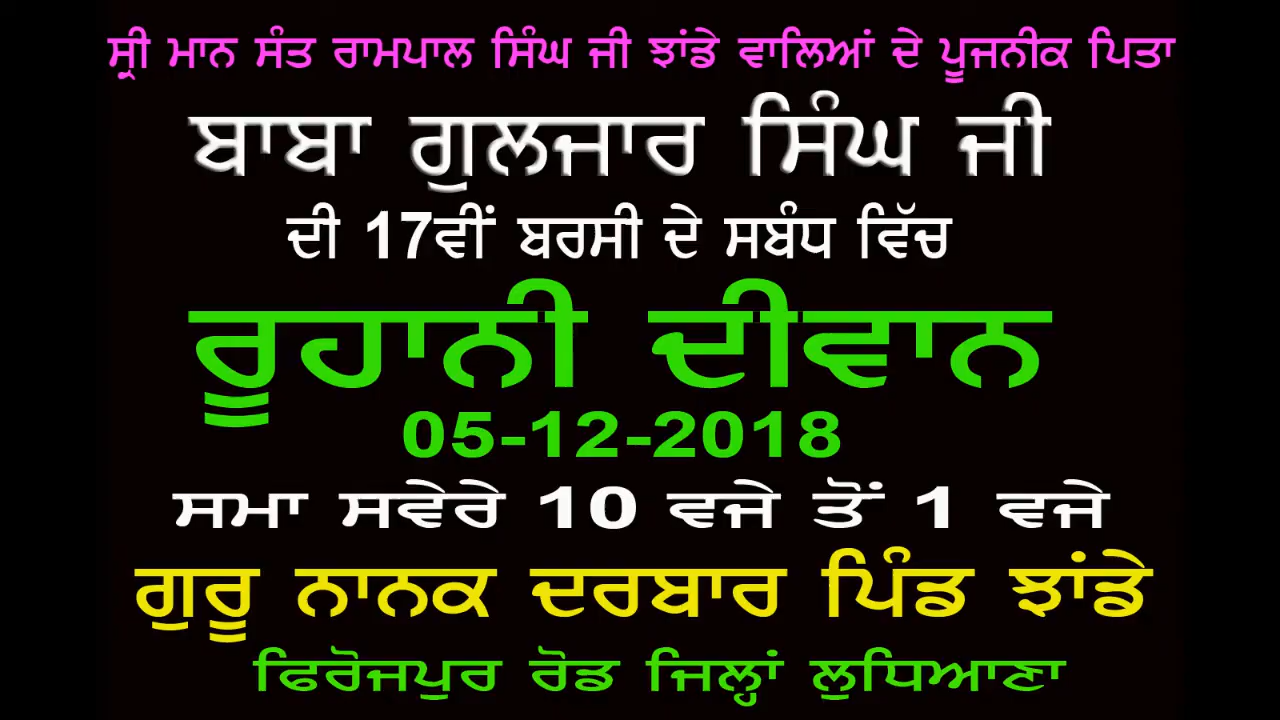 ਸ੍ਰੀ ਮਾਨ ਸੰਤ ਰਾਮਪਾਲ ਸਿੰਘ ਜੀ ਝਾਂਡੇ ਵਾਲਿਆਂ ਦੇ ਪੂਜਨੀਕ ਪਿਤਾ
ਬਾਬਾ ਗੁਲਜਾਰ ਸਿੰਘ ਜੀ
ਦੀ 17ਵੀਂ ਬਰਸੀ ਦੇ ਸਬੰਧ ਵਿੱਚ
ਰੂਹਾਨੀ ਦੀਵਾਨ
05-12-2018
ਸਮਾ ਸਵੇਰੇ 10 ਵਜੇ ਤੋਂ 1 ਵਜੇ
ਗੁਰੂ ਨਾਨਕ ਦਰਬਾਰ ਪਿੰਡ ਝਾਂਡੇ
ਫਿਰੋਜਪੁਰ ਰੋਡ ਜਿਲ੍ਹਾਂ ਲੁਧਿਆਣਾ